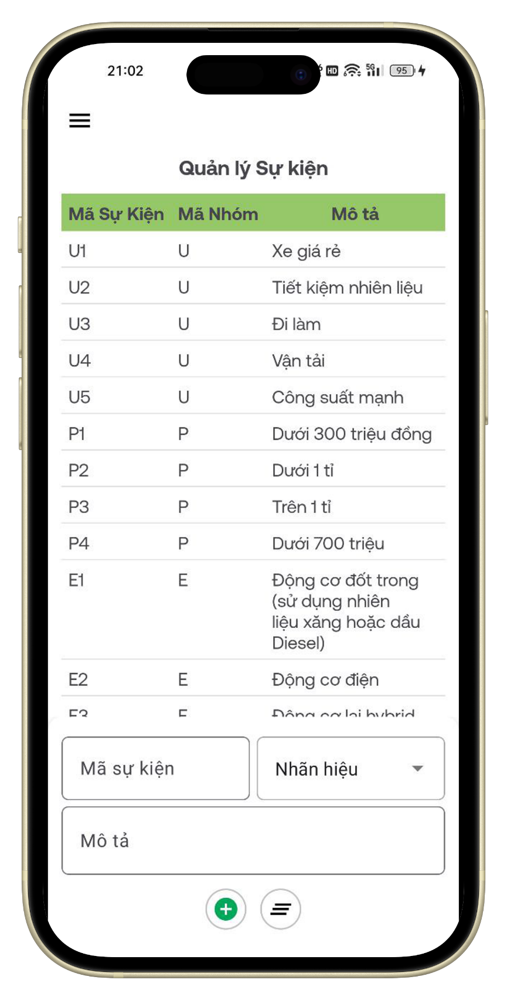 21:02 HD 5G 95
Quản lý Sự kiện
Mã Sự Kiện Mã Nhóm Mô tả
U1 U Xe giá rẻ
U2 U Tiết kiệm nhiên liệu
U3 U Đi làm
U4 U Vận tải
U5 U Công suất mạnh
P1 P Dưới 300 triệu đồng
P2 P Dưới 1 tỉ
P3 P Trên 1 tỉ
P4 P Dưới 700 triệu
E1 E Động cơ đốt trong
(sử dụng nhiên
liệu xăng hoặc dầu
Diesel)
E2 E Động cơ điện
E3 E Động cơ lai hybrid
Mã sự kiện Nhãn hiệu
Mô tả